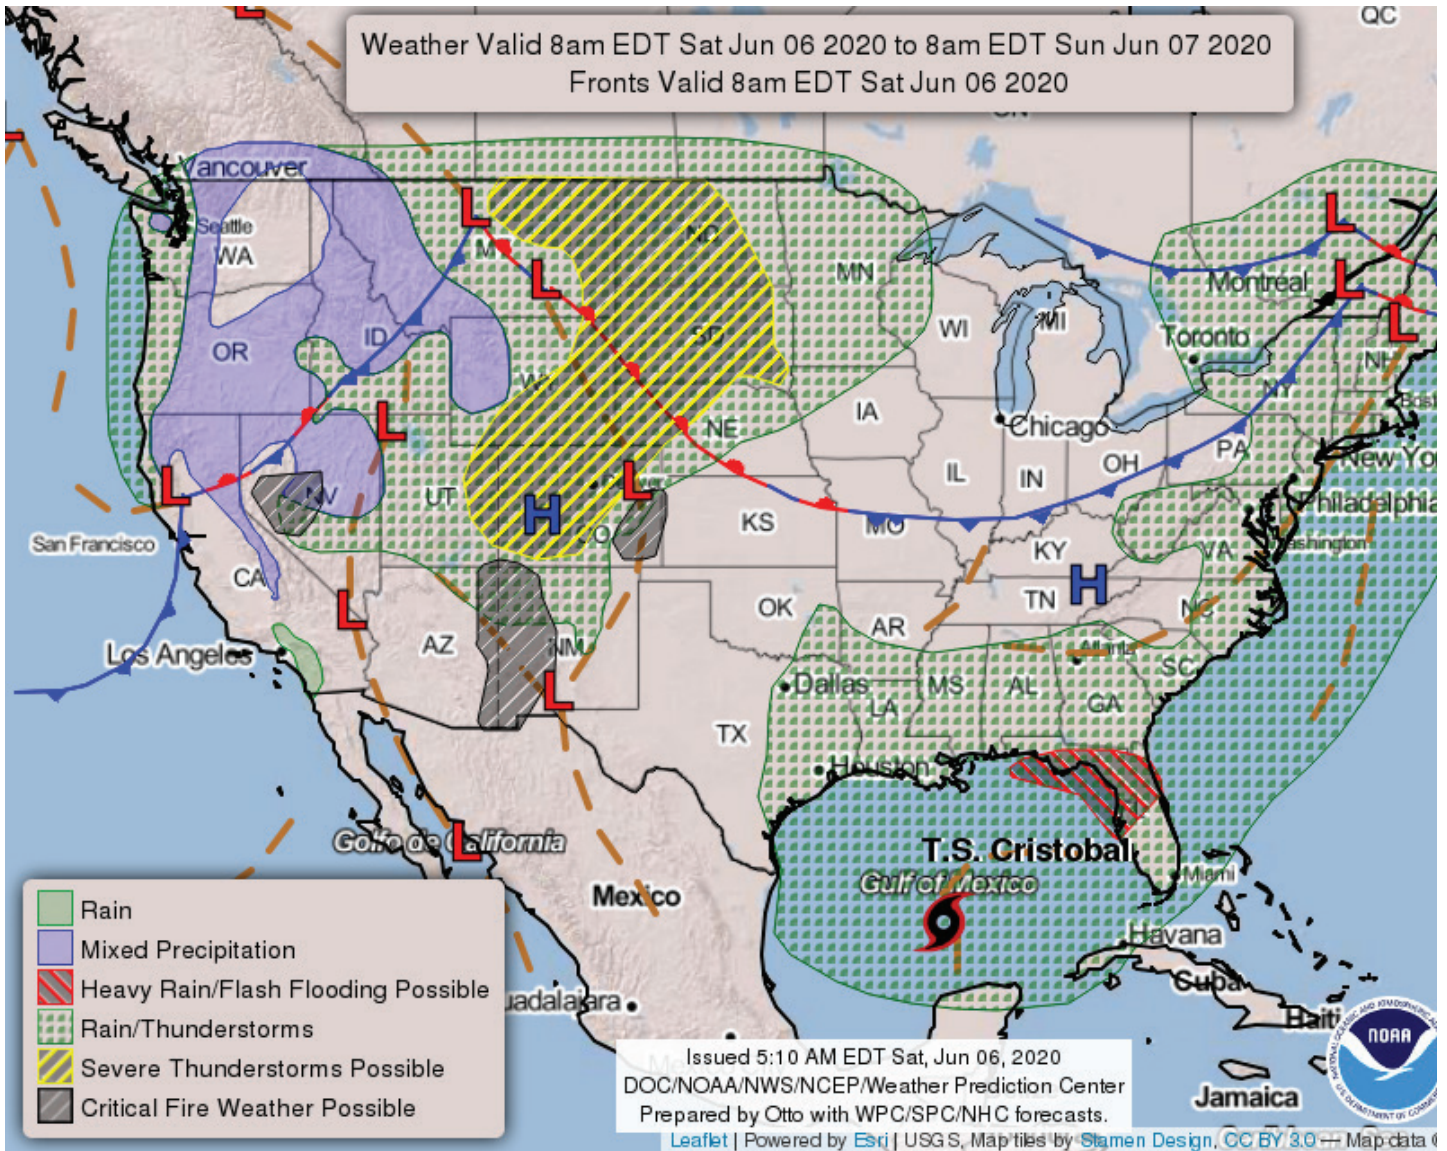 QC
Weather Valid 8am EDT Sat Jun 06 2020 to 8am EDT Sun Jun 07 2020
Fronts Valid 8am EDT Sat Jun 06 2020
L
L
Vancouver
Seattle
WA
L
ND
L
MN
Montreal
L
L
ID
OR
SD
WI
MI
Toronto
L
NH
NY
IA
Chicago
L
NE
PA
New Yo
IL
IN
OH
L
NV
UT
L
H
CO
KS
MO
Philadelphia
San Francisco
CA
KY
VA
Washington
H
TN
OK
NC
L
AZ
NM
AR
Atlanta
Los Angeles
SC
L
Dallas
LA
MS
AL
GA
TX
Houston
Golfo de California
L
T.S. Cristobal
Gulf of Mexico
Miami
Mexico
Havana
Cuba
Haiti
uadalajara
Jamaica
Rain
Mixed Precipitation
Heavy Rain/Flash Flooding Possible
Rain/Thunderstorms
Severe Thunderstorms Possible
Critical Fire Weather Possible
NOAA
Issued 5:10 AM EDT Sat, Jun 06, 2020
DOC/NOAA/NWS/NCEP/Weather Prediction Center
Prepared by Otto with WPC/SPC/NHC forecasts.
Leaflet | Powered by Esri | USGS, Map tiles by Stamen Design, CC BY 3.0 — Map data ©